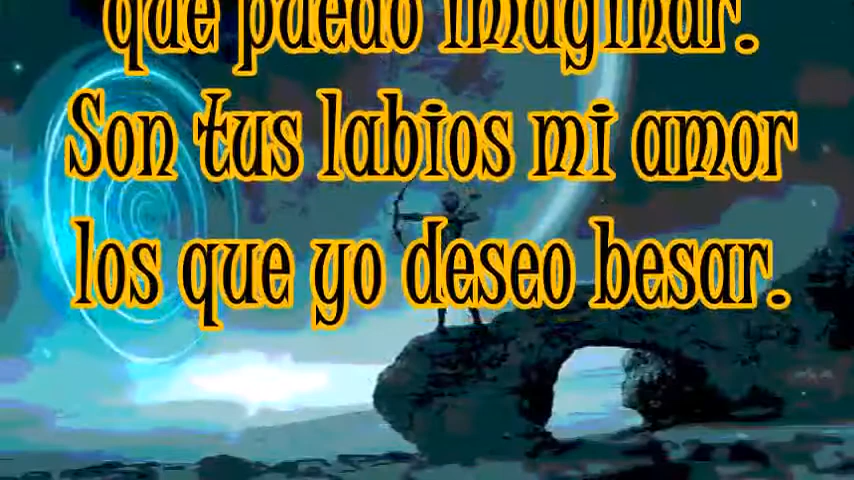 que puedo imaginar.
Son tus labios mi amor
los que yo deseo besar.